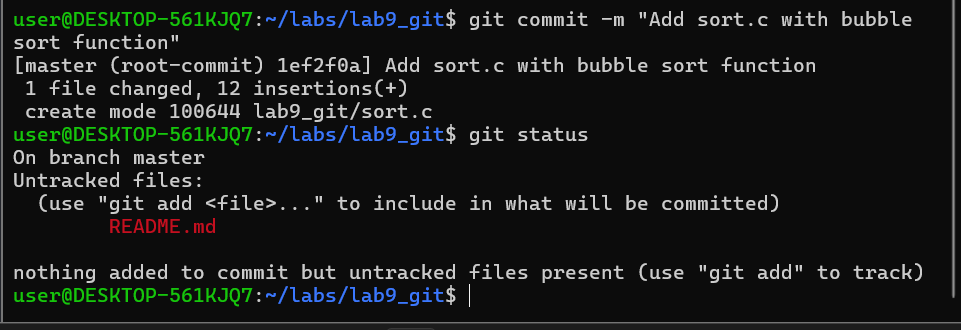 user@DESKTOP-561KJQ7:~/labs/lab9_git$ git commit -m "Add sort.c with bubble
sort function"
[master (root-commit) 1ef2f0a] Add sort.c with bubble sort function
 1 file changed, 12 insertions(+)
 create mode 100644 lab9_git/sort.c
user@DESKTOP-561KJQ7:~/labs/lab9_git$ git status
On branch master
Untracked files:
  (use "git add <file>..." to include in what will be committed)
        README.md
nothing added to commit but untracked files present (use "git add" to track)
user@DESKTOP-561KJQ7:~/labs/lab9_git$